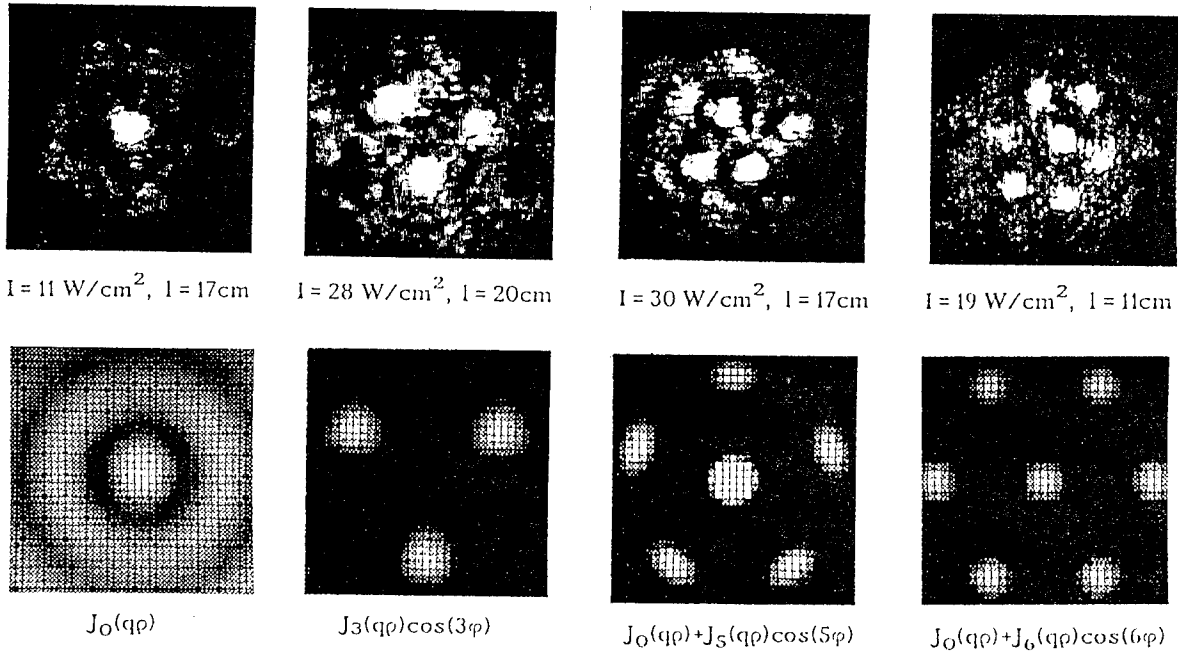 I = 11 W/cm², l = 17cm
I = 28 W/cm², l = 20cm
I = 30 W/cm², l = 17cm
I = 19 W/cm², l = 11cm
J₀(qρ)
J₃(qρ)cos(3φ)
J₀(qρ)+J₅(qρ)cos(5φ)
J₀(qρ)+J₆(qρ)cos(6φ)